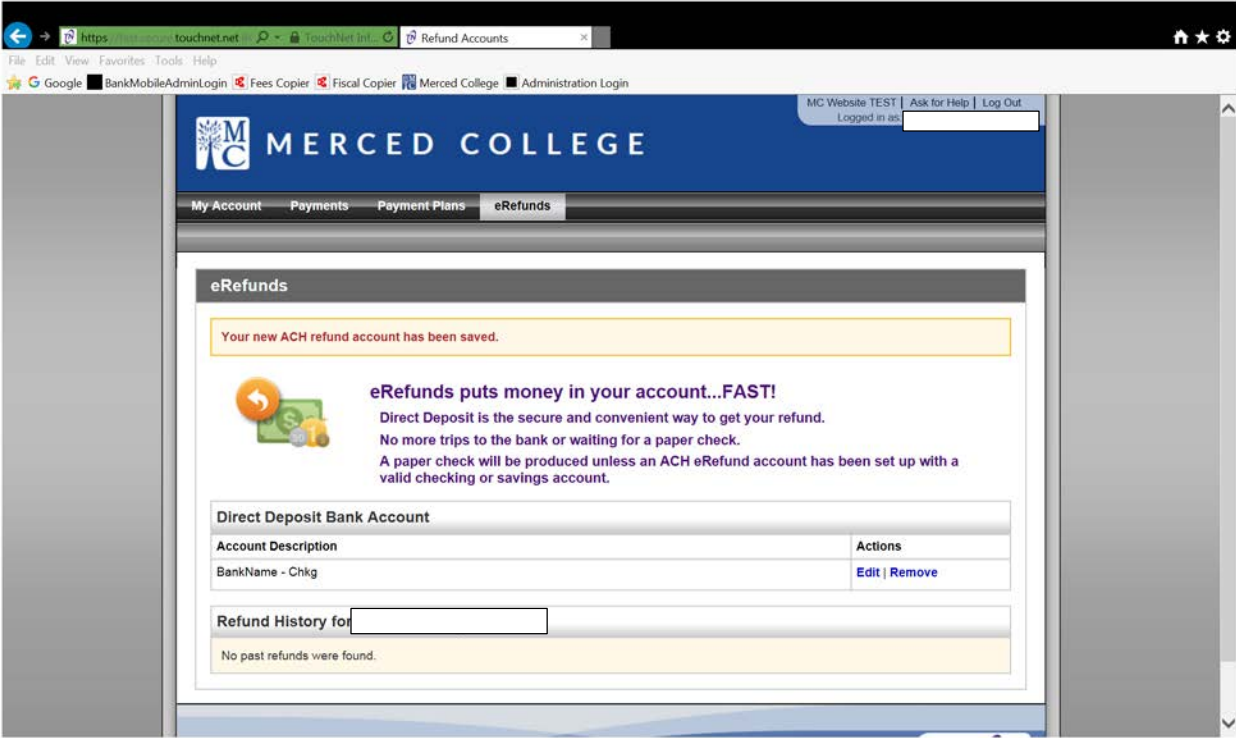 https touchnet.net TouchNet Inf... Refund Accounts
File Edit View Favorites Tools Help
Google BankMobileAdminLogin Fees Copier Fiscal Copier Merced College Administration Login
MC Website TEST | Ask for Help | Log Out
Logged in as:
MC
MERCED COLLEGE
My Account Payments Payment Plans eRefunds
eRefunds
Your new ACH refund account has been saved.
eRefunds puts money in your account...FAST!
Direct Deposit is the secure and convenient way to get your refund.
No more trips to the bank or waiting for a paper check.
A paper check will be produced unless an ACH eRefund account has been set up with a
valid checking or savings account.
Direct Deposit Bank Account
Account Description Actions
BankName - Chkg Edit | Remove
Refund History for
No past refunds were found.